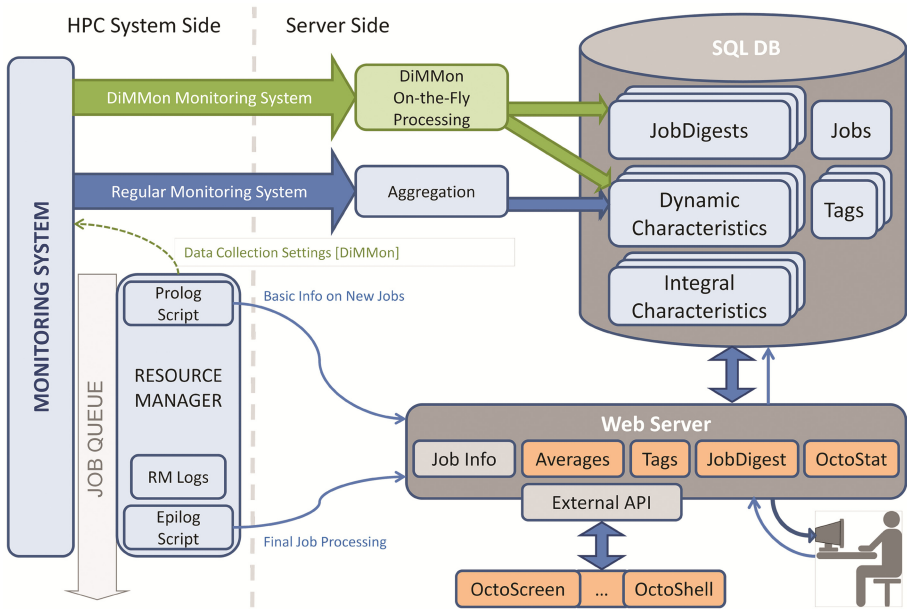 HPC System Side
Server Side
SQL DB
MONITORING SYSTEM
DiMMon Monitoring System
DiMMon
On-the-Fly
Processing
JobDigests
Jobs
Regular Monitoring System
Aggregation
Dynamic
Characteristics
Tags
Data Collection Settings [DiMMon]
Integral
Characteristics
JOB QUEUE
Prolog
Script
Basic Info on New Jobs
RESOURCE
MANAGER
RM Logs
Epilog
Script
Final Job Processing
Web Server
Job Info
Averages
Tags
JobDigest
OctoStat
External API
OctoScreen
...
OctoShell